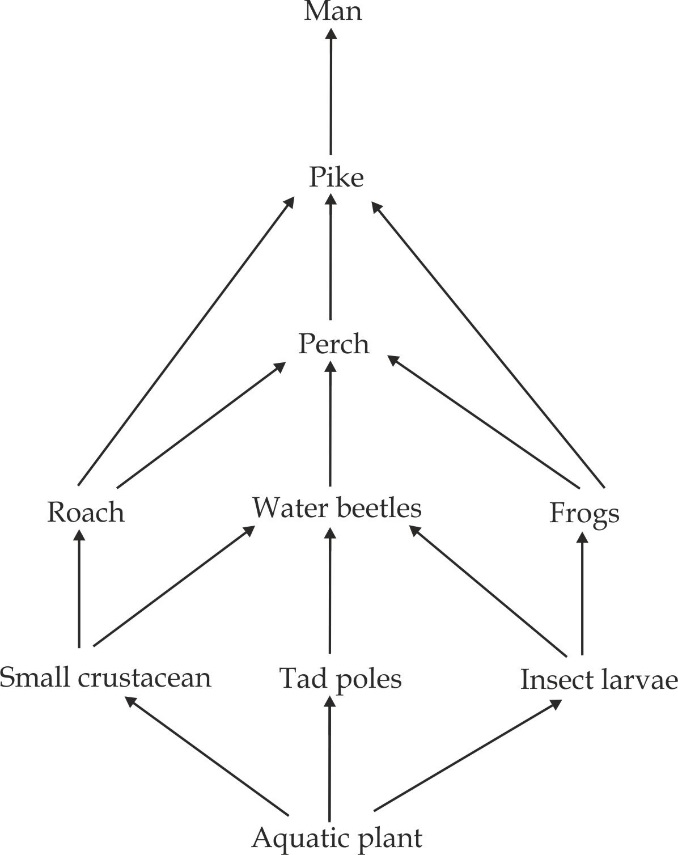 Man
Pike
Perch
Roach
Water beetles
Frogs
Small crustacean
Tad poles
Insect larvae
Aquatic plant